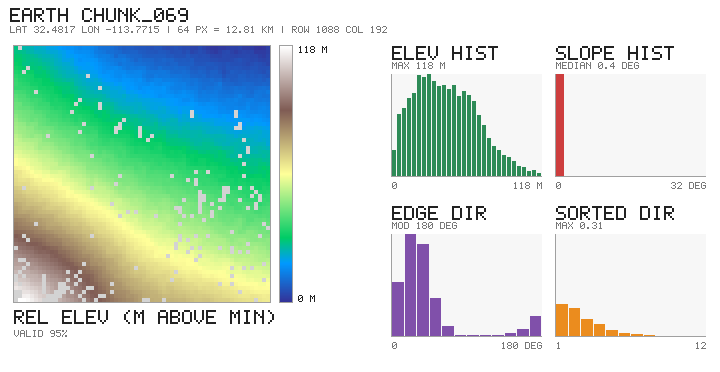 EARTH CHUNK_069
LAT 32.4817 LON -113.7715 | 64 PX = 12.81 KM | ROW 1088 COL 192
118 M
0 M
REL ELEV (M ABOVE MIN)
VALID 95%
ELEV HIST
MAX 118 M
0 118 M
SLOPE HIST
MEDIAN 0.4 DEG
0 32 DEG
EDGE DIR
MOD 180 DEG
0 180 DEG
SORTED DIR
MAX 0.31
1 12